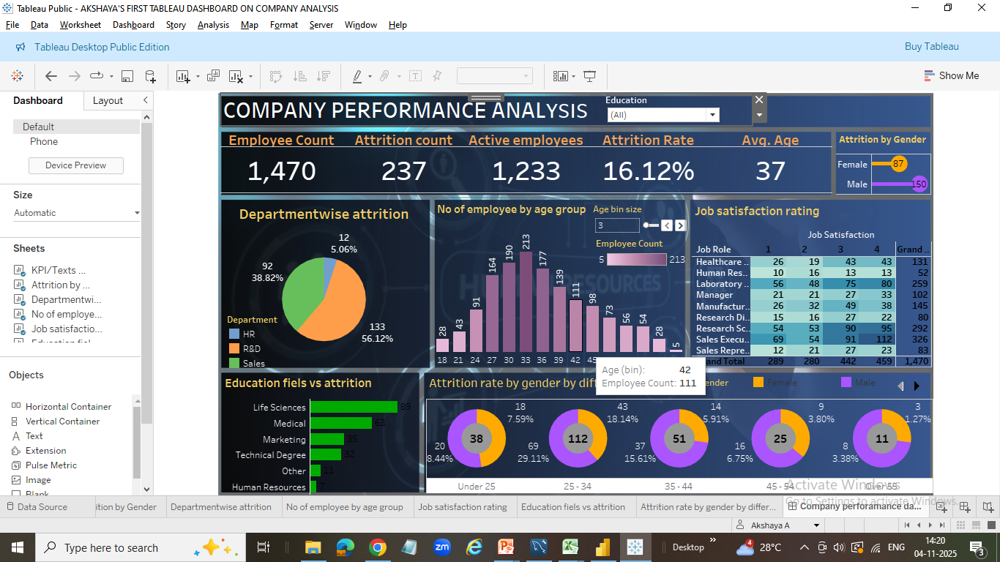 Tableau Public - AKSHAYA'S FIRST TABLEAU DASHBOARD ON COMPANY ANALYSIS
File Data Worksheet Dashboard Story Analysis Map Format Server Window Help
Tableau Desktop Public Edition
Buy Tableau
Show Me
Dashboard Layout
Default
Phone
Device Preview
Size
Automatic
Sheets
KPI/Texts ...
Attrition by ...
Departmentwi...
No of employe...
Job satisfactio...
Objects
Horizontal Container
Vertical Container
Text
Extension
Pulse Metric
Image
Blank
COMPANY PERFORMANCE ANALYSIS
Education
(All)
Employee Count Attrition count Active employees Attrition Rate Avg. Age
1,470 237 1,233 16.12% 37
Attrition by Gender
Female 87
Male 150
Departmentwise attrition
12
5.06%
92
38.82%
133
56.12%
Department
HR
R&D
Sales
No of employee by age group
Age bin size
3
Employee Count
5 213
28 43 91 164 190 213 177 139 111 98 73 56 54 28 5
18 21 24 27 30 33 36 39 42 45
Age (bin): 42
Employee Count: 111
Job satisfaction rating
Job Satisfaction
Job Role 1 2 3 4 Grand ..
Healthcare .. 26 19 43 43 131
Human Res.. 10 16 13 13 52
Laboratory .. 56 48 75 80 259
Manager 21 21 27 33 102
Manufactur.. 26 32 49 38 145
Research Di.. 15 16 27 22 80
Research Sc.. 54 53 90 95 292
Sales Execu.. 69 54 91 112 326
Sales Repre.. 12 21 27 23 83
and Total 289 280 442 459 1,470
Education fiels vs attrition
Life Sciences 89
Medical 63
Marketing 35
Technical Degree 32
Other 11
Human Resources 7
Attrition rate by gender by diff
ender Female Male
18
7.59%
20
8.44%
38
43
18.14%
69
29.11%
112
14
5.91%
37
15.61%
51
9
3.80%
16
6.75%
25
3
1.27%
8
3.38%
11
Under 25 25 - 34 35 - 44 45 - 54 Over 55
Activate Windows
Go to Settings to activate Windows.
Data Source ition by Gender Departmentwise attrition No of employee by age group Job satisfaction rating Education fiels vs attrition Attrition rate by gender by differ... Company perforamance da...
Akshaya A
Type here to search
zm
Desktop
28°C
ENG
14:20
04-11-2025
3